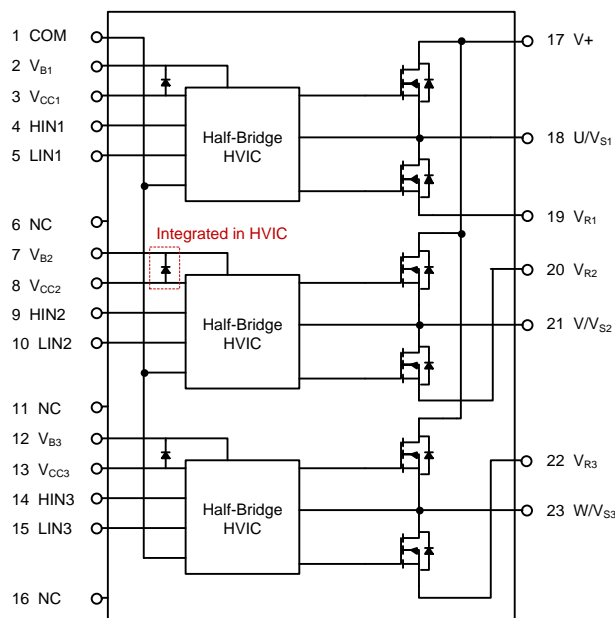 1 COM
2 VB1
3 VCC1
4 HIN1
5 LIN1
6 NC
7 VB2
8 VCC2
9 HIN2
10 LIN2
11 NC
12 VB3
13 VCC3
14 HIN3
15 LIN3
16 NC
Half-Bridge
HVIC
Integrated in HVIC
Half-Bridge
HVIC
Half-Bridge
HVIC
17 V+
18 U/VS1
19 VR1
20 VR2
21 V/VS2
22 VR3
23 W/VS3